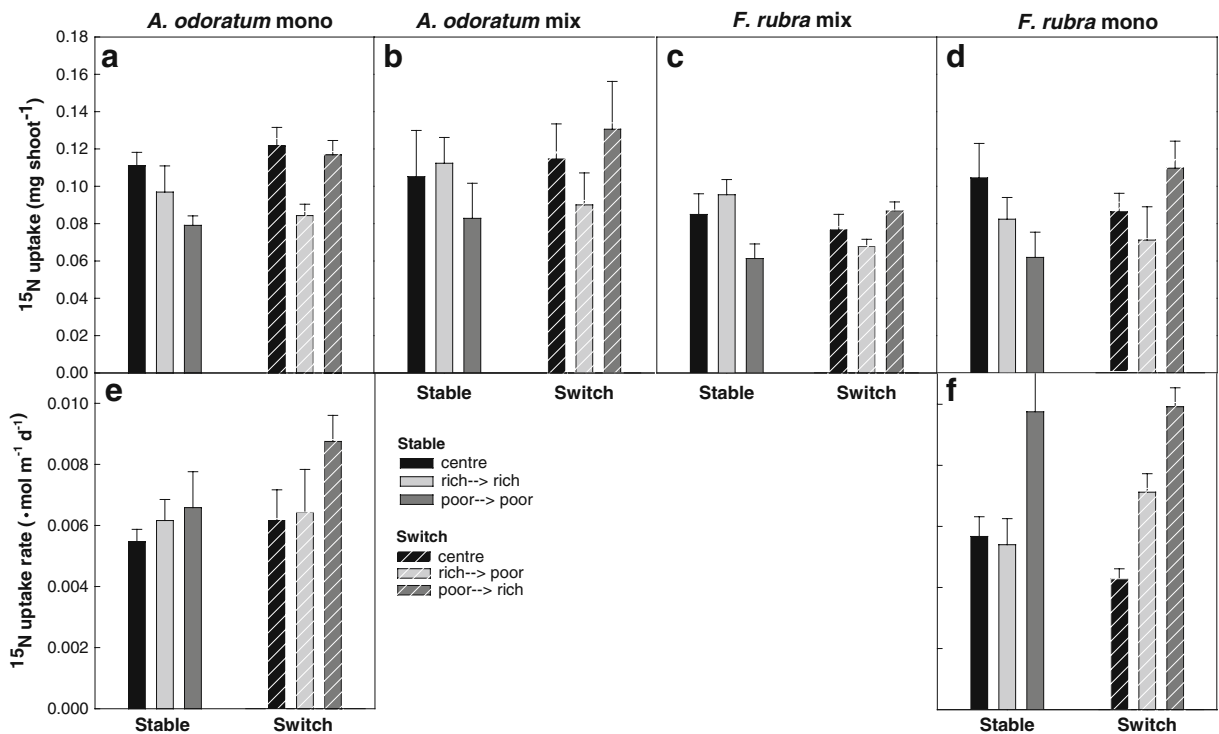 A. odoratum mono
A. odoratum mix
F. rubra mix
F. rubra mono
15N uptake (mg shoot-1)
0.18
0.16
0.14
0.12
0.10
0.08
0.06
0.04
0.02
0.00
a
b
c
d
Stable
Switch
Stable
Switch
15N uptake rate (•mol m-1 d-1)
0.010
0.008
0.006
0.004
0.002
0.000
e
f
Stable
centre
rich--> rich
poor--> poor
Switch
centre
rich--> poor
poor--> rich
Stable
Switch
Stable
Switch